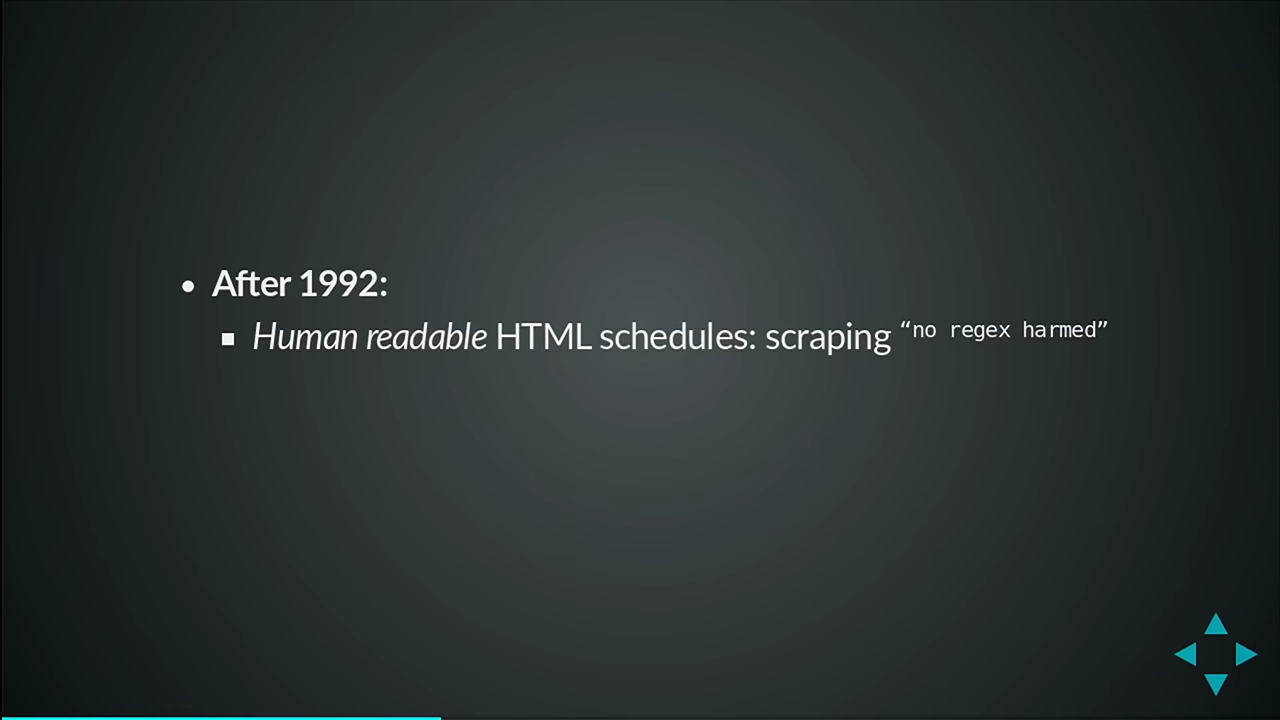 After 1992:
Human readable HTML schedules: scraping “no regex harmed”